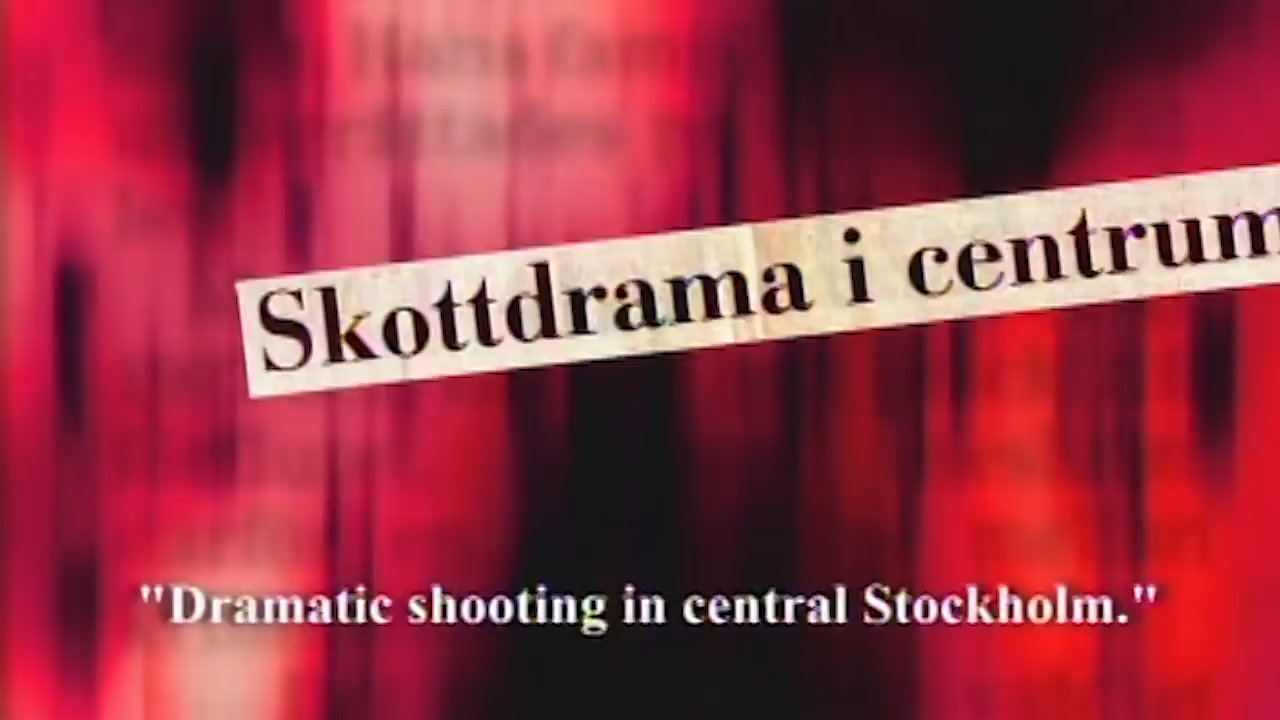 Skottdrama i centrum
"Dramatic shooting in central Stockholm."